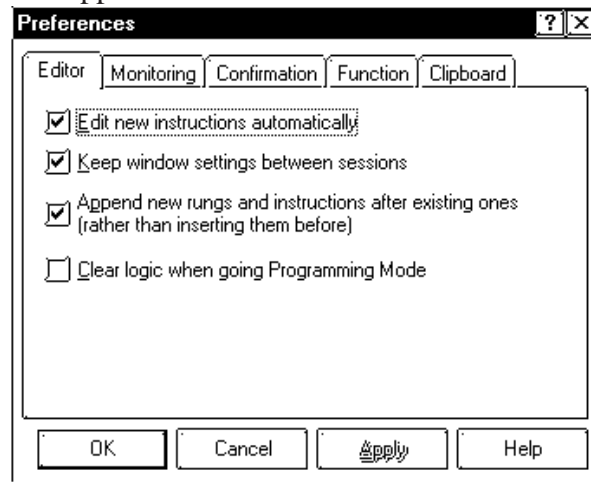 Preferences ? X
Editor Monitoring Confirmation Function Clipboard
Edit new instructions automatically
Keep window settings between sessions
Append new rungs and instructions after existing ones
(rather than inserting them before)
Clear logic when going Programming Mode
OK Cancel Apply Help